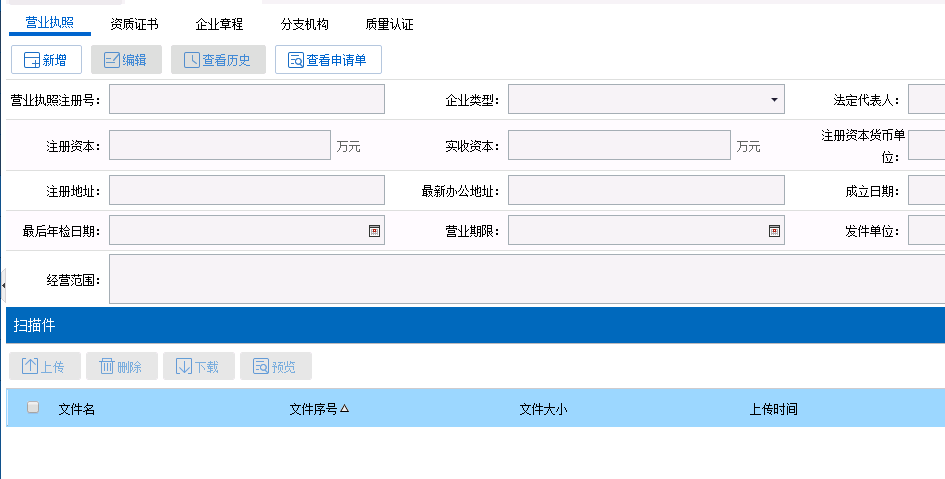 营业执照 资质证书 企业章程 分支机构 质量认证
新增 编辑 查看历史 查看申请单
营业执照注册号： 企业类型： 法定代表人：
注册资本： 万元 实收资本： 万元 注册资本货币单
位：
注册地址： 最新办公地址： 成立日期：
最后年检日期： 营业期限： 发件单位：
经营范围：
扫描件
上传 删除 下载 预览
文件名 文件序号△ 文件大小 上传时间